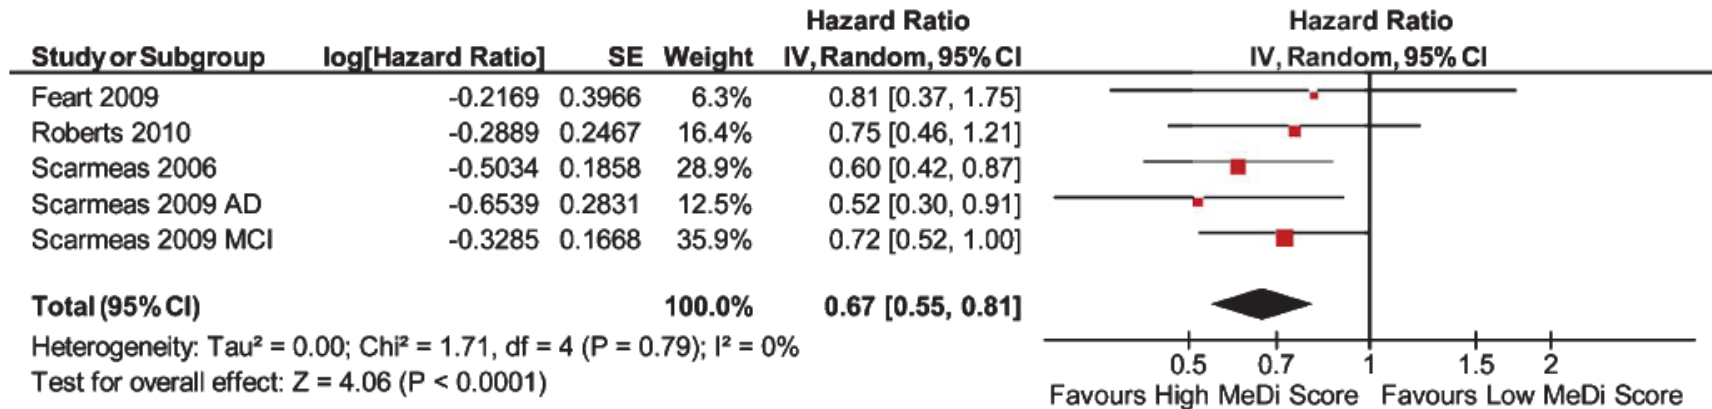 Hazard Ratio Hazard Ratio
Study or Subgroup log[Hazard Ratio] SE Weight IV, Random, 95% CI IV, Random, 95% CI
Feart 2009 -0.2169 0.3966 6.3% 0.81 [0.37, 1.75]
Roberts 2010 -0.2889 0.2467 16.4% 0.75 [0.46, 1.21]
Scarmeas 2006 -0.5034 0.1858 28.9% 0.60 [0.42, 0.87]
Scarmeas 2009 AD -0.6539 0.2831 12.5% 0.52 [0.30, 0.91]
Scarmeas 2009 MCI -0.3285 0.1668 35.9% 0.72 [0.52, 1.00]
Total (95% CI) 100.0% 0.67 [0.55, 0.81]
Heterogeneity: Tau² = 0.00; Chi² = 1.71, df = 4 (P = 0.79); I² = 0%
Test for overall effect: Z = 4.06 (P < 0.0001)
0.5 0.7 1 1.5 2
Favours High MeDi Score Favours Low MeDi Score